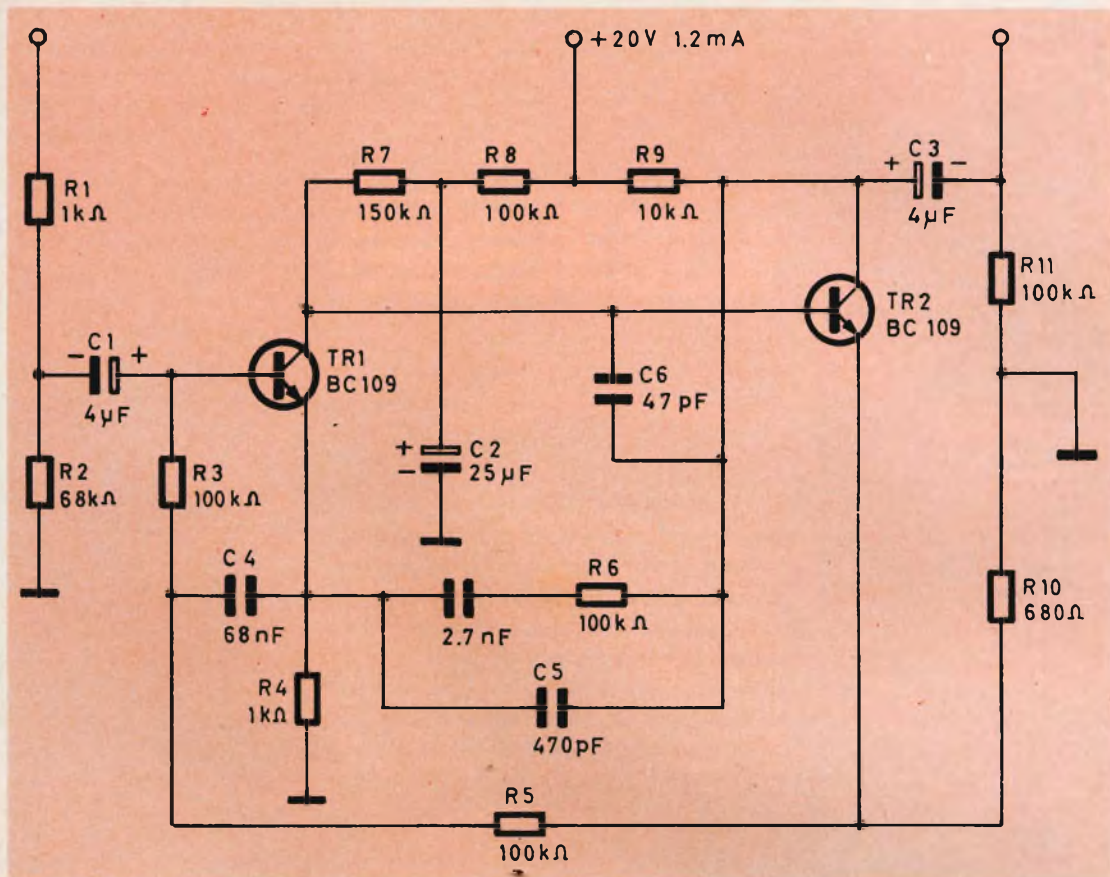 +20V 1.2mA
R1
1kΩ
R7
150kΩ
R8
100kΩ
R9
10kΩ
+ C3 -
4µF
R11
100kΩ
TR2
BC 109
- C1 +
4µF
TR1
BC109
C6
47pF
+
-
C2
25µF
R2
68kΩ
R3
100kΩ
C4
68nF
2.7nF
R6
100kΩ
R10
680Ω
R4
1kΩ
C5
470pF
R5
100kΩ